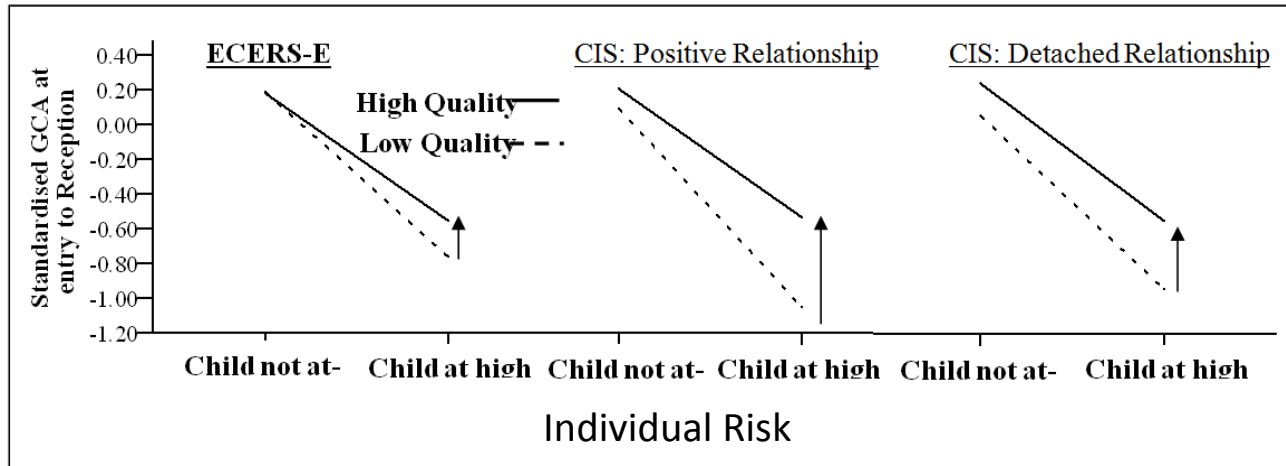 Standardised GCA at
entry to Reception
0.40
0.20
0.00
-0.20
-0.40
-0.60
-0.80
-1.00
-1.20
ECERS-E
CIS: Positive Relationship
CIS: Detached Relationship
High Quality
Low Quality
Child not at-
Child at high
Child not at-
Child at high
Child not at-
Child at high
Individual Risk